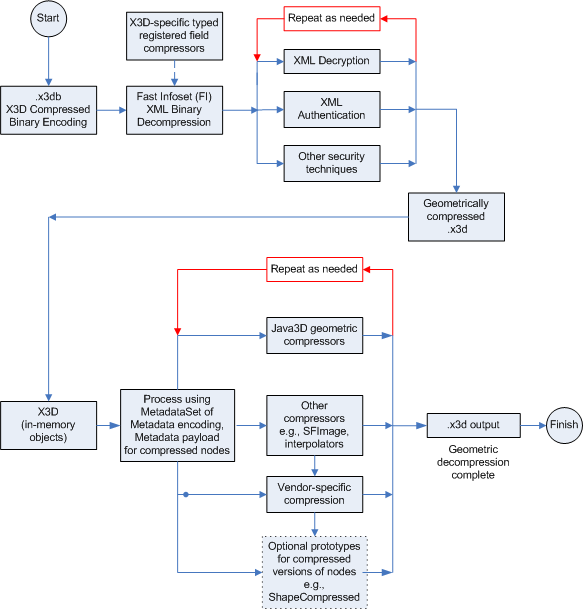 Start
X3D-specific typed
registered field
compressors
Repeat as needed
XML Decryption
.x3db
X3D Compressed
Binary Encoding
Fast Infoset (FI)
XML Binary
Decompression
XML
Authentication
Other security
techniques
Geometrically
compressed
.x3d
Repeat as needed
Java3D geometric
compressors
X3D
(in-memory
objects)
Process using
MetadataSet of
Metadata encoding,
Metadata payload
for compressed nodes
Other
compressors
e.g., SFImage,
interpolators
.x3d output
Finish
Geometric
decompression
complete
Vendor-specific
compression
Optional prototypes
for compressed
versions of nodes
e.g.,
ShapeCompressed